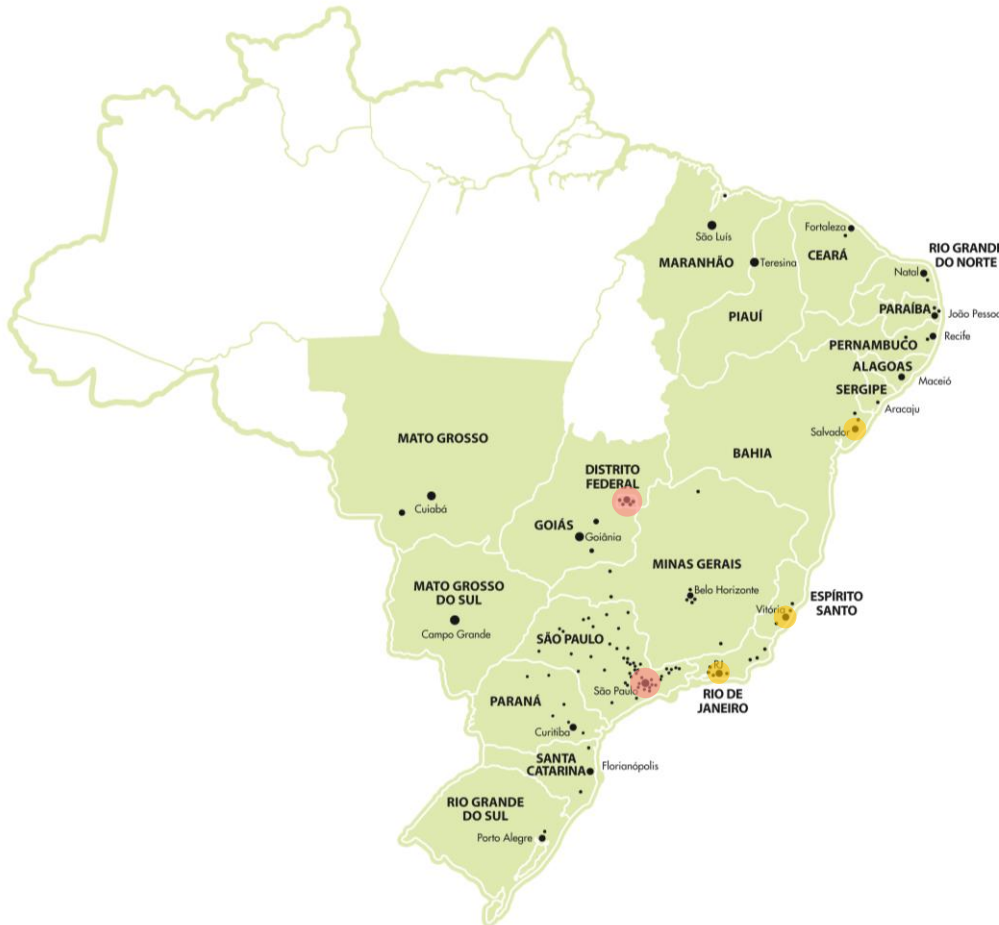 Fortaleza
São Luís
CEARÁ
RIO GRANDE
DO NORTE
MARANHÃO
Teresina
Natal
PIAUÍ
PARAÍBA
João Pessoa
Recife
PERNAMBUCO
ALAGOAS
Maceió
SERGIPE
Aracaju
Salvador
MATO GROSSO
BAHIA
DISTRITO
FEDERAL
Cuiabá
GOIÁS
Goiânia
MINAS GERAIS
MATO GROSSO
DO SUL
Belo Horizonte
ESPÍRITO
SANTO
Vitória
Campo Grande
SÃO PAULO
RJ
São Paulo
RIO DE
JANEIRO
PARANÁ
Curitiba
SANTA
CATARINA
Florianópolis
RIO GRANDE
DO SUL
Porto Alegre